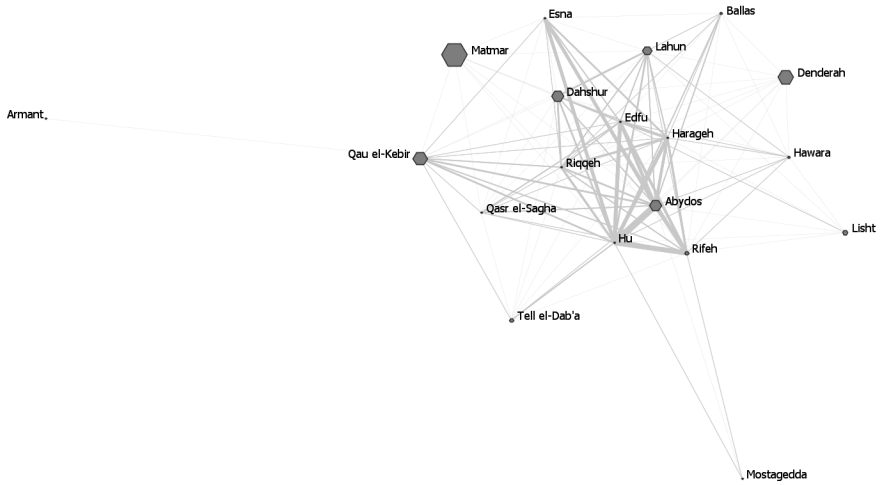 Esna
Ballas
Matmar
Lahun
Denderah
Dahshur
Armant
Edfu
Harageh
Qau el-Kebir
Riqqeh
Hawara
Qasr el-Sagha
Abydos
Lisht
Hu
Rifeh
Tell el-Dab'a
Mostagedda